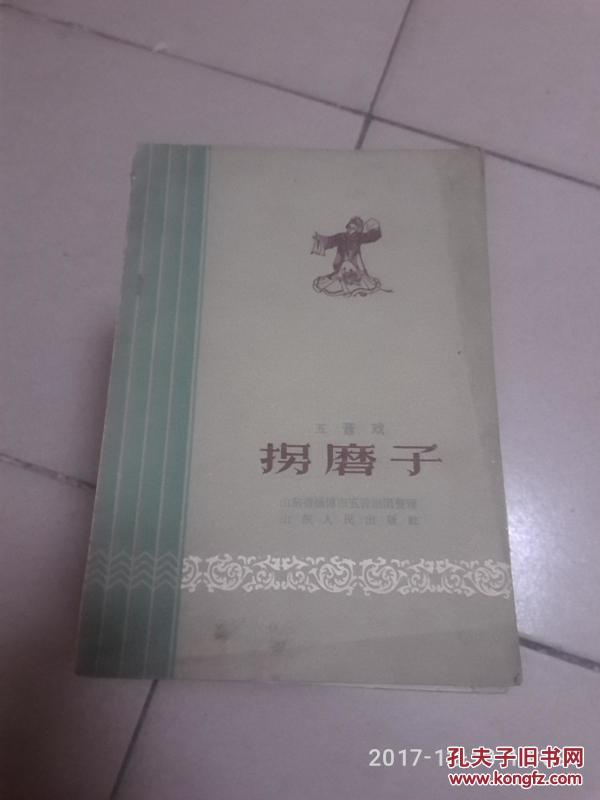 五音戏
拐磨子
山东省淄博市五音剧团整理
山东人民出版社
2017-1
孔夫子旧书网
www.kongfz.com